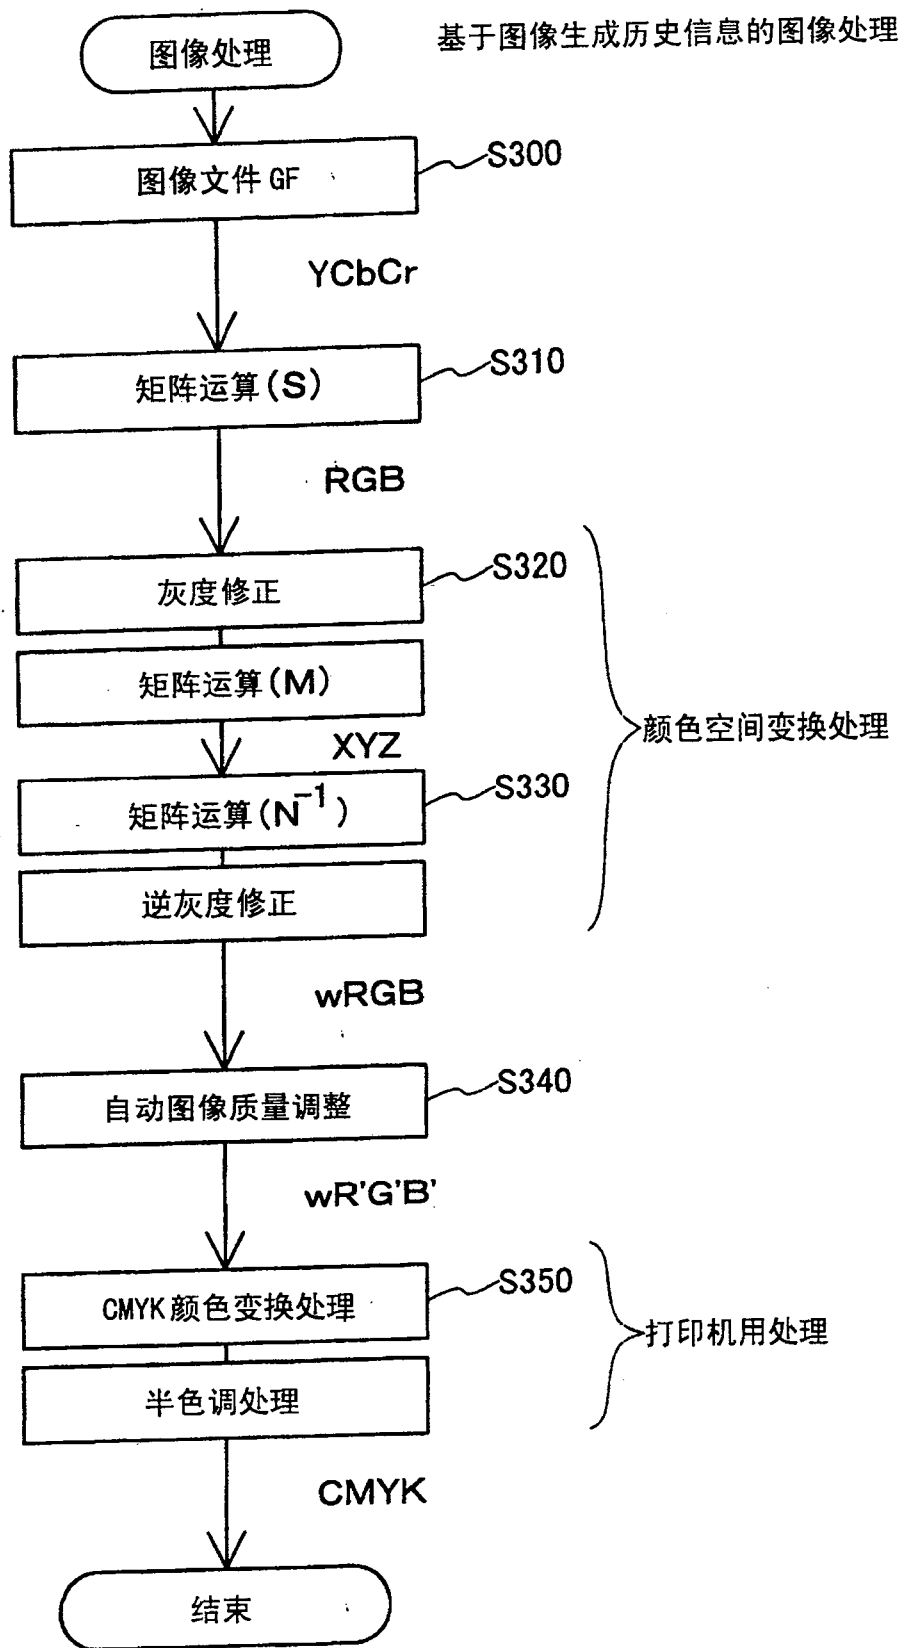 基于图像生成历史信息的图像处理
图像处理
图像文件 GF
S300
YCbCr
矩阵运算(S)
S310
RGB
灰度修正
S320
矩阵运算(M)
XYZ
颜色空间变换处理
矩阵运算(N⁻¹)
S330
逆灰度修正
wRGB
自动图像质量调整
S340
wR'G'B'
CMYK 颜色变换处理
S350
打印机用处理
半色调处理
CMYK
结束